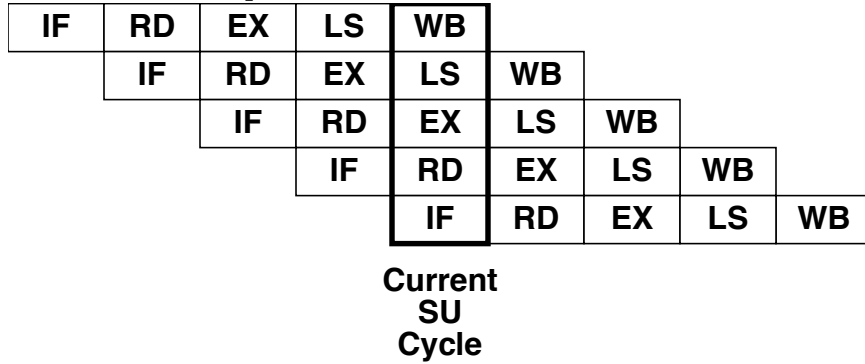 IF RD EX LS WB
IF RD EX LS WB
IF RD EX LS WB
IF RD EX LS WB
IF RD EX LS WB
Current
SU
Cycle